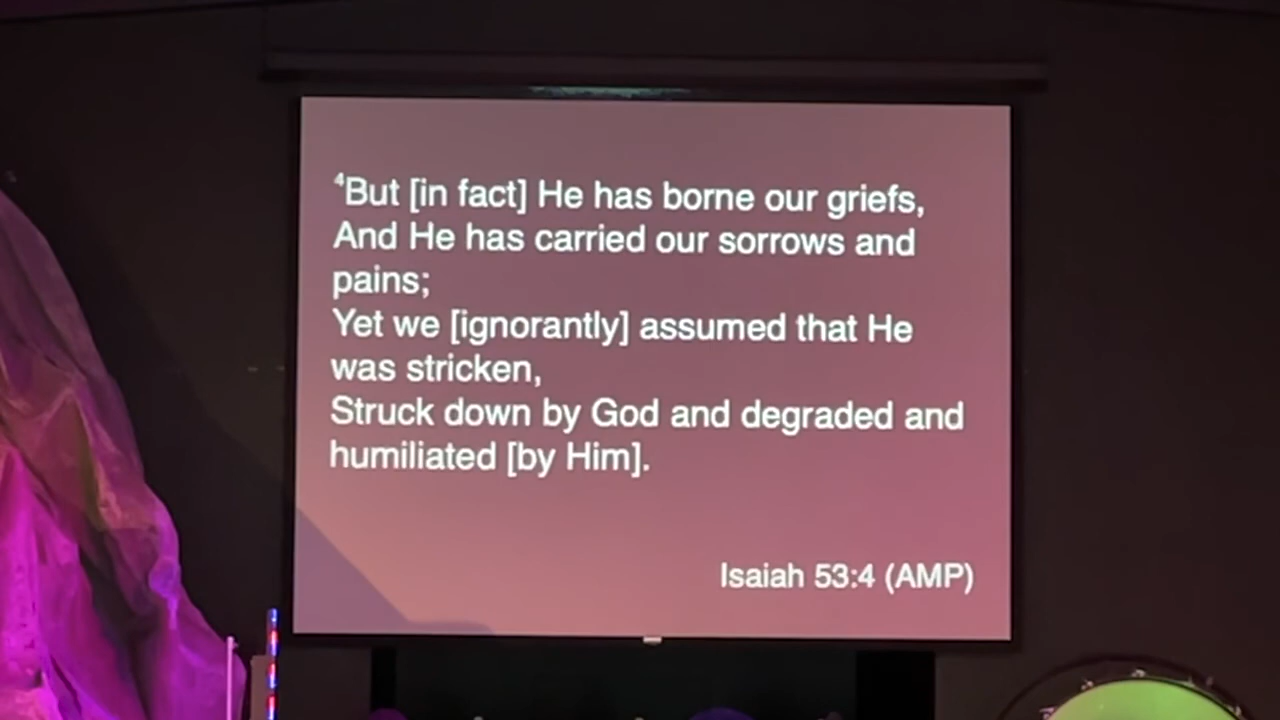 ⁴But [in fact] He has borne our griefs,
And He has carried our sorrows and
pains;
Yet we [ignorantly] assumed that He
was stricken,
Struck down by God and degraded and
humiliated [by Him].
Isaiah 53:4 (AMP)